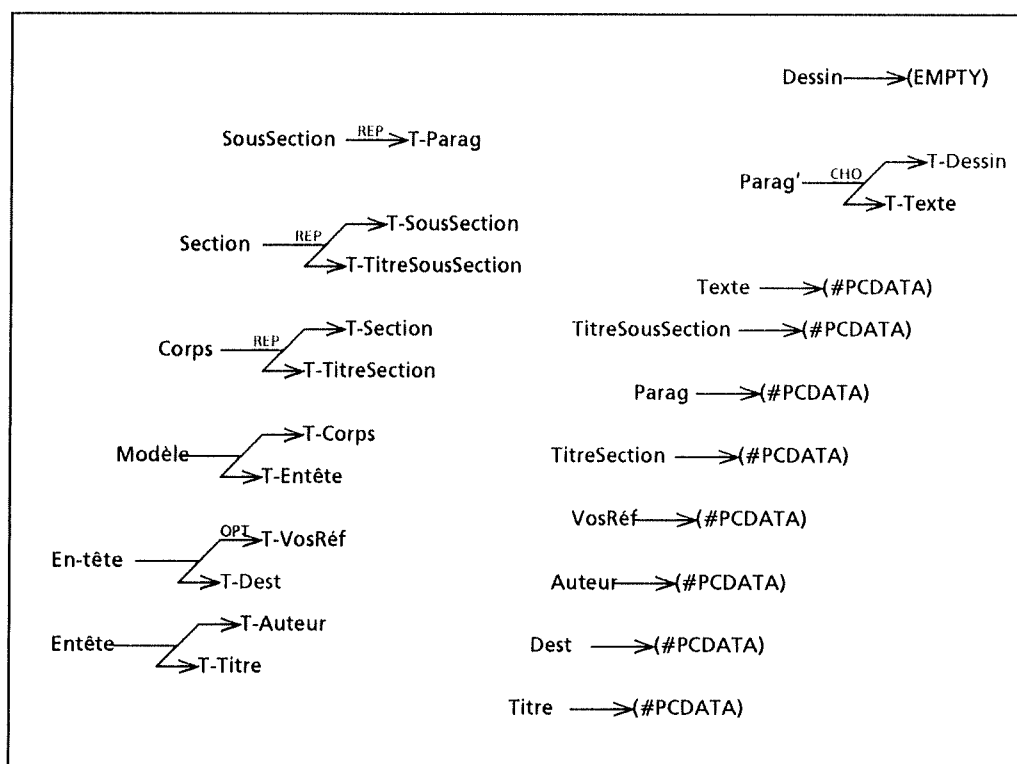 Dessin (EMPTY)
SousSection REP T-Parag
Parag' CHO T-Dessin
T-Texte
Section REP T-SousSection
T-TitreSousSection
Texte (#PCDATA)
TitreSousSection (#PCDATA)
Corps REP T-Section
T-TitreSection
Parag (#PCDATA)
Modèle T-Corps
T-Entête
TitreSection (#PCDATA)
VosRéf (#PCDATA)
En-tête OPT T-VosRéf
T-Dest
Auteur (#PCDATA)
Entête T-Auteur
T-Titre
Dest (#PCDATA)
Titre (#PCDATA)